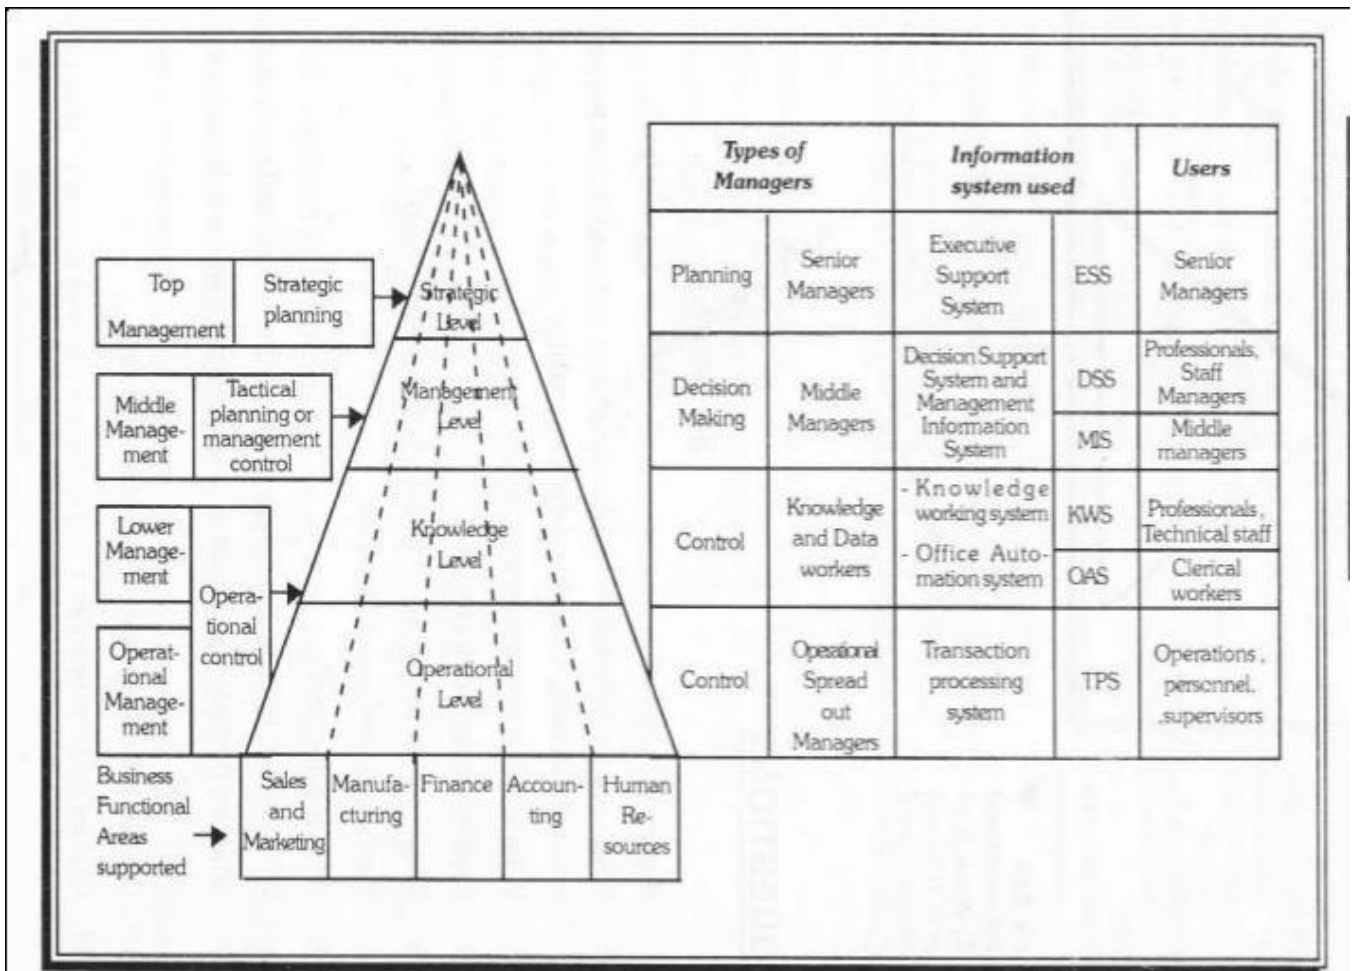 Types of
Managers
Information
system used
Users
Planning
Senior
Managers
Executive
Support
System
ESS
Senior
Managers
Decision
Making
Middle
Managers
Decision Support
System and
Management
Information
System
DSS
Professionals,
Staff
Managers
MIS
Middle
managers
Control
Knowledge
and Data
workers
- Knowledge
working system
- Office Auto-
mation system
KWS
Professionals,
Technical staff
OAS
Clerical
workers
Control
Operational
Spread
out
Managers
Transaction
processing
system
TPS
Operations,
personnel,
.supervisors
Top
Management
Strategic
planning
Strategic
Level
Middle
Manage-
ment
Tactical
planning or
management
control
Management
Level
Lower
Manage-
ment
Opera-
tional
control
Knowledge
Level
Operat-
ional
Manage-
ment
Operational
Level
Business
Functional
Areas
supported
Sales
and
Marketing
Manufa-
cturing
Finance
Accoun-
ting
Human
Re-
sources